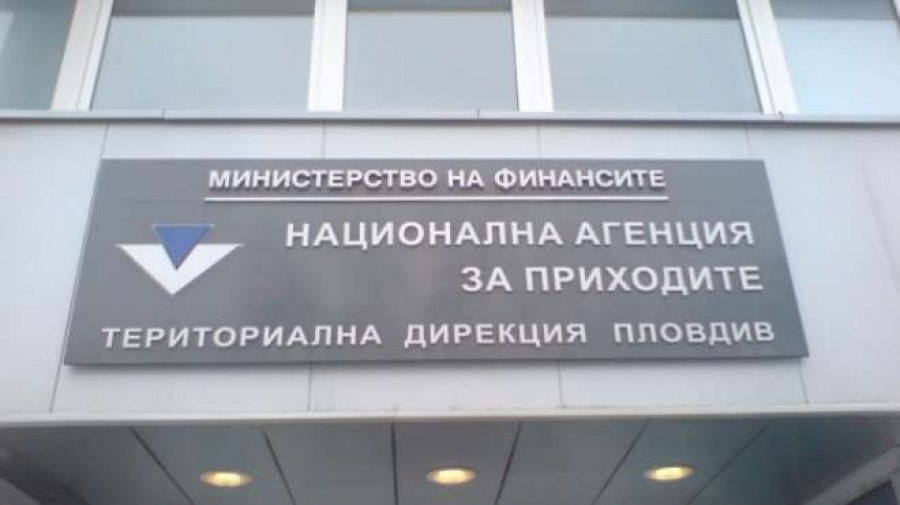 МИНИСТЕРСТВО НА ФИНАНСИТЕ
НАЦИОНАЛНА АГЕНЦИЯ
ЗА ПРИХОДИТЕ
ТЕРИТОРИАЛНА ДИРЕКЦИЯ ПЛОВДИВ